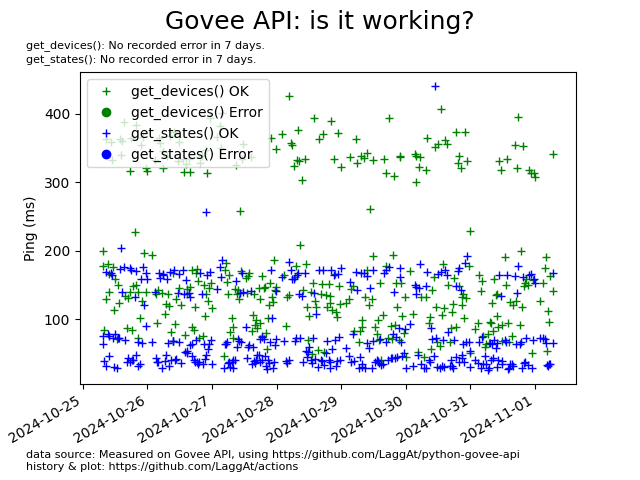 Govee API: is it working?
get_devices(): No recorded error in 7 days.
get_states(): No recorded error in 7 days.
get_devices() OK
get_devices() Error
get_states() OK
get_states() Error
Ping (ms)
400
300
200
100
2024-10-25
2024-10-26
2024-10-27
2024-10-28
2024-10-29
2024-10-30
2024-10-31
2024-11-01
data source: Measured on Govee API, using https://github.com/LaggAt/python-govee-api
history & plot: https://github.com/LaggAt/actions